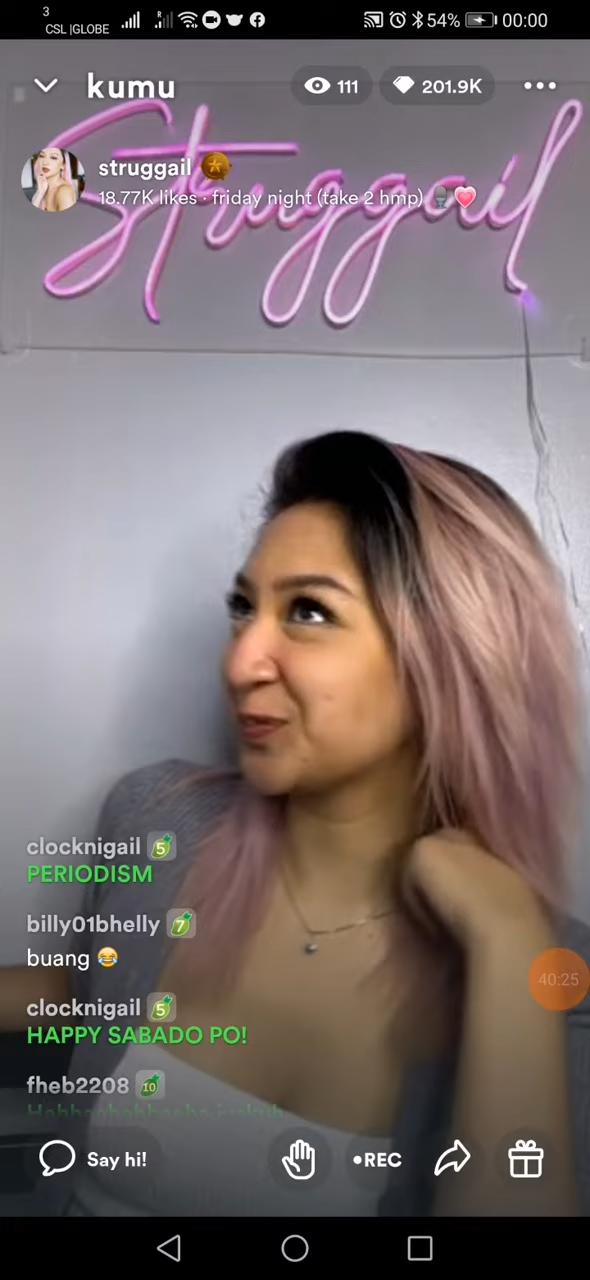 3
CSL |GLOBE
54%
00:00
kumu
111
201.9K
struggail
18.77K likes · friday night (take 2 hmp) 🎙️💗
Struggail
clocknigail 5
PERIODISM
billy01bhelly 7
buang 😂
40:25
clocknigail 5
HAPPY SABADO PO!
fheb2208 10
Say hi!
•REC